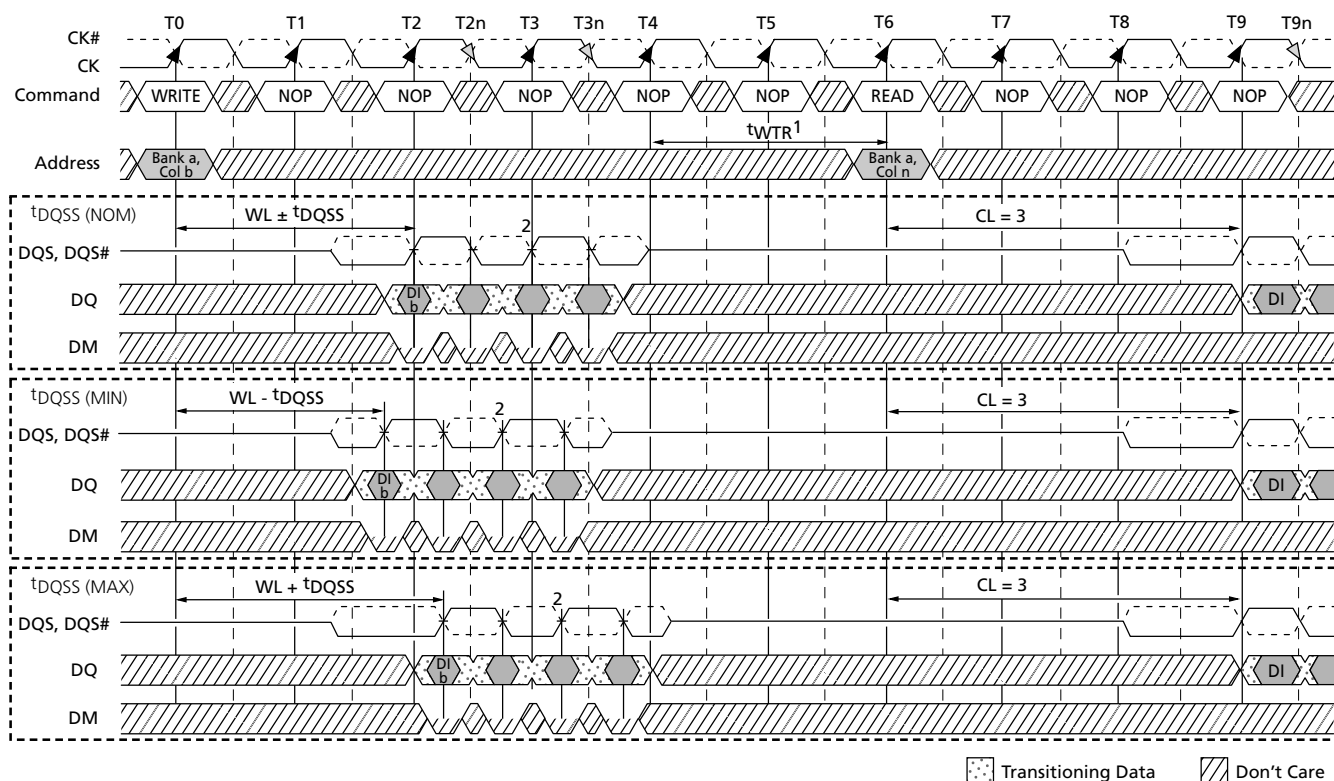 T0 T1 T2 T2n T3 T3n T4 T5 T6 T7 T8 T9 T9n
CK#
CK
Command WRITE NOP NOP NOP NOP NOP READ NOP NOP NOP
tWTR1
Address Bank a, Col b Bank a, Col n
tDQSS (NOM) WL ± tDQSS CL = 3
2
DQS, DQS#
DQ DI b DI
DM
tDQSS (MIN) WL - tDQSS CL = 3
2
DQS, DQS#
DQ DI b DI
DM
tDQSS (MAX) WL + tDQSS CL = 3
2
DQS, DQS#
DQ DI b DI
DM
Transitioning Data Don't Care